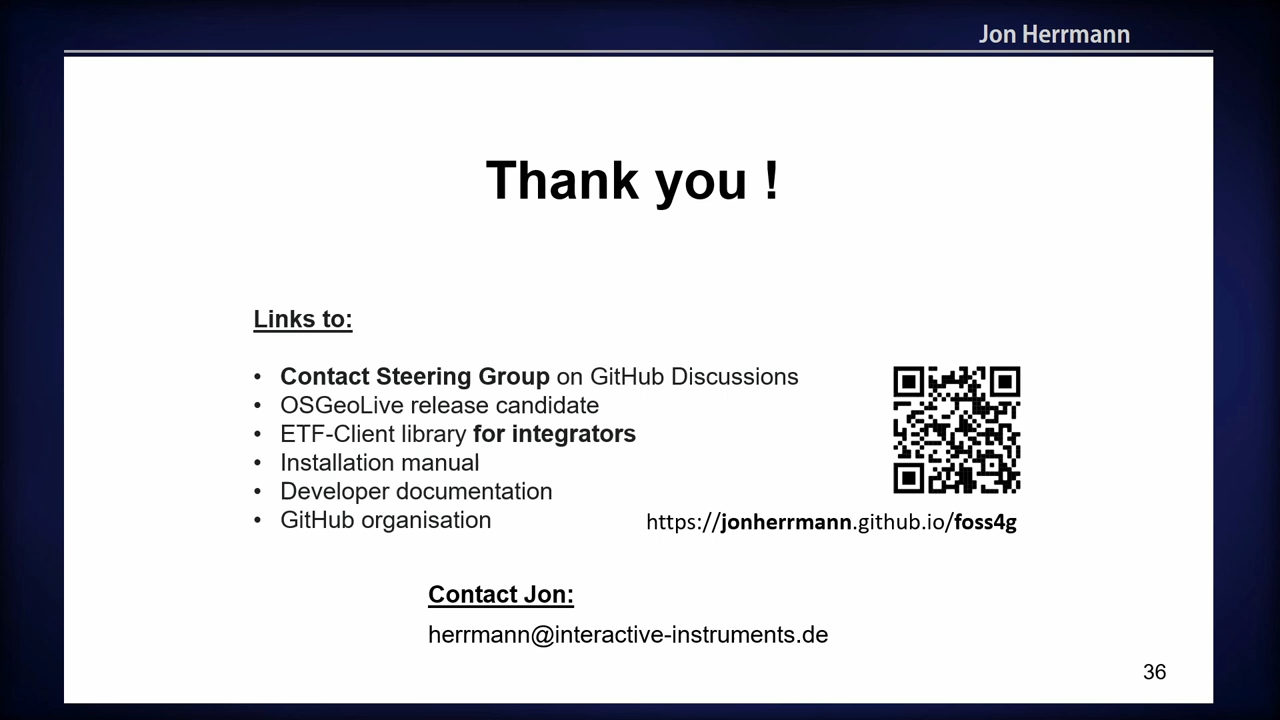 Jon Herrmann
Thank you !
Links to:
• Contact Steering Group on GitHub Discussions
• OSGeoLive release candidate
• ETF-Client library for integrators
• Installation manual
• Developer documentation
• GitHub organisation
https://jonherrmann.github.io/foss4g
Contact Jon:
herrmann@interactive-instruments.de
36